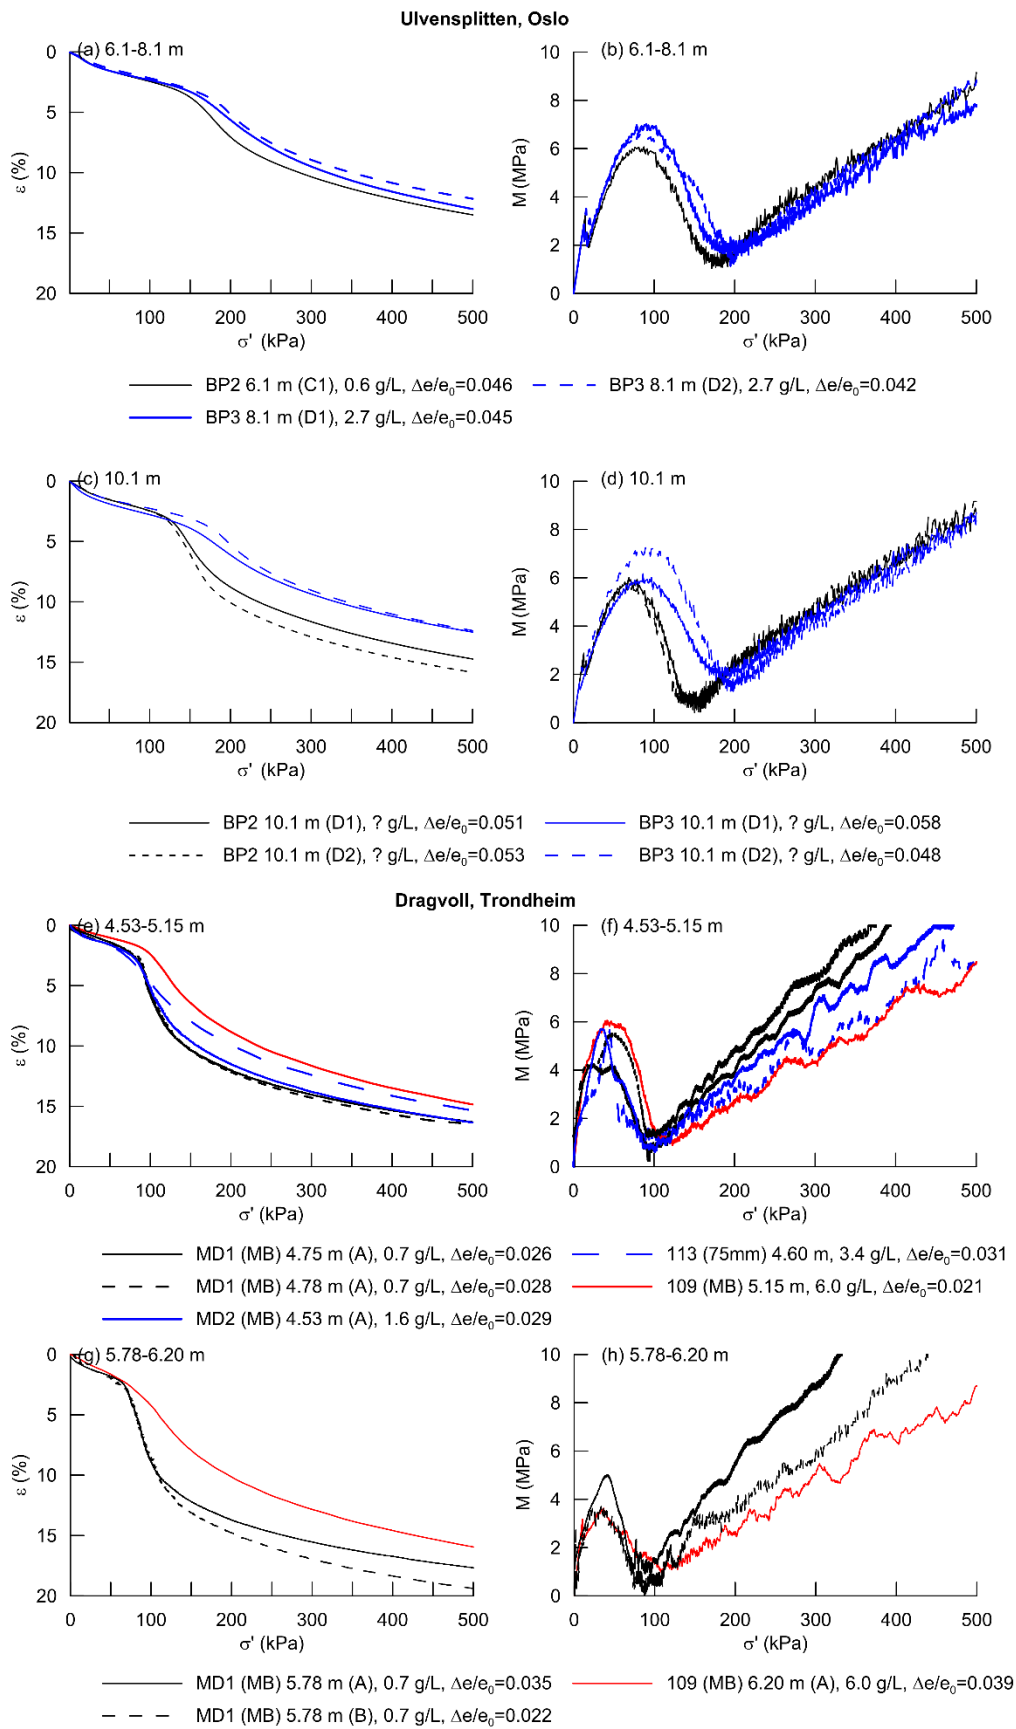 Ulvensplitten, Oslo
(a) 6.1-8.1 m
(b) 6.1-8.1 m
0
5
10
15
20
ε (%)
100
200
300
400
500
σ' (kPa)
10
8
6
4
2
0
M (MPa)
0
100
200
300
400
500
σ' (kPa)
BP2 6.1 m (C1), 0.6 g/L, Δe/e0=0.046
BP3 8.1 m (D2), 2.7 g/L, Δe/e0=0.042
BP3 8.1 m (D1), 2.7 g/L, Δe/e0=0.045
(c) 10.1 m
(d) 10.1 m
0
5
10
15
20
ε (%)
100
200
300
400
500
σ' (kPa)
10
8
6
4
2
0
M (MPa)
0
100
200
300
400
500
σ' (kPa)
BP2 10.1 m (D1), ? g/L, Δe/e0=0.051
BP3 10.1 m (D1), ? g/L, Δe/e0=0.058
BP2 10.1 m (D2), ? g/L, Δe/e0=0.053
BP3 10.1 m (D2), ? g/L, Δe/e0=0.048
Dragvoll, Trondheim
(e) 4.53-5.15 m
(f) 4.53-5.15 m
0
5
10
15
20
ε (%)
0
100
200
300
400
500
σ' (kPa)
10
8
6
4
2
0
M (MPa)
0
100
200
300
400
500
σ' (kPa)
MD1 (MB) 4.75 m (A), 0.7 g/L, Δe/e0=0.026
113 (75mm) 4.60 m, 3.4 g/L, Δe/e0=0.031
MD1 (MB) 4.78 m (A), 0.7 g/L, Δe/e0=0.028
109 (MB) 5.15 m, 6.0 g/L, Δe/e0=0.021
MD2 (MB) 4.53 m (A), 1.6 g/L, Δe/e0=0.029
(g) 5.78-6.20 m
(h) 5.78-6.20 m
0
5
10
15
20
ε (%)
0
100
200
300
400
500
σ' (kPa)
10
8
6
4
2
0
M (MPa)
0
100
200
300
400
500
σ' (kPa)
MD1 (MB) 5.78 m (A), 0.7 g/L, Δe/e0=0.035
109 (MB) 6.20 m (A), 6.0 g/L, Δe/e0=0.039
MD1 (MB) 5.78 m (B), 0.7 g/L, Δe/e0=0.022